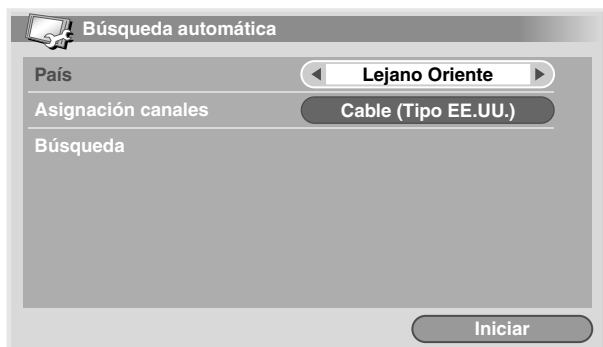 Búsqueda automática
País Lejano Oriente
Asignación canales Cable (Tipo EE.UU.)
Búsqueda
Iniciar